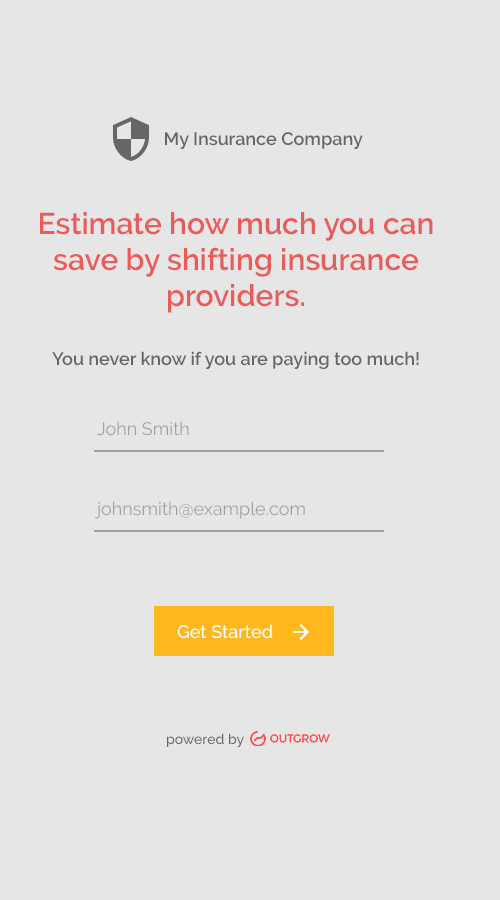 My Insurance Company
Estimate how much you can
save by shifting insurance
providers.
You never know if you are paying too much!
John Smith
johnsmith@example.com
Get Started
powered by OUTGROW